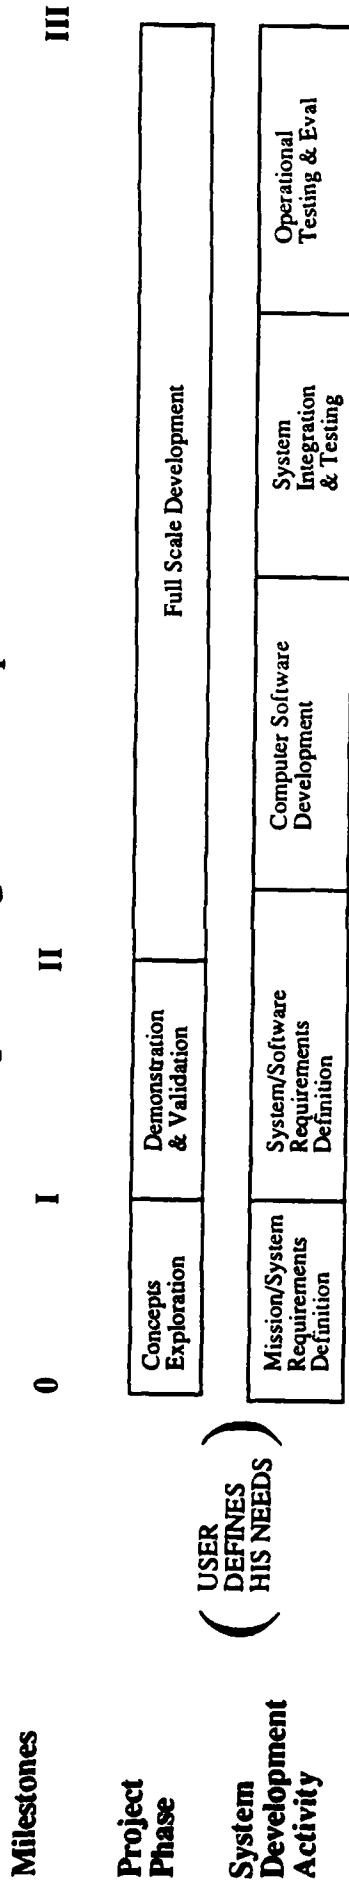 Milestones
0
I
II
III
Project
Phase
Concepts
Exploration
Demonstration
& Validation
Full Scale Development
(USER
DEFINES
HIS NEEDS)
System
Development
Activity
Mission/System
Requirements
Definition
System/Software
Requirements
Definition
Computer Software
Development
System
Integration
& Testing
Operational
Testing & Eval